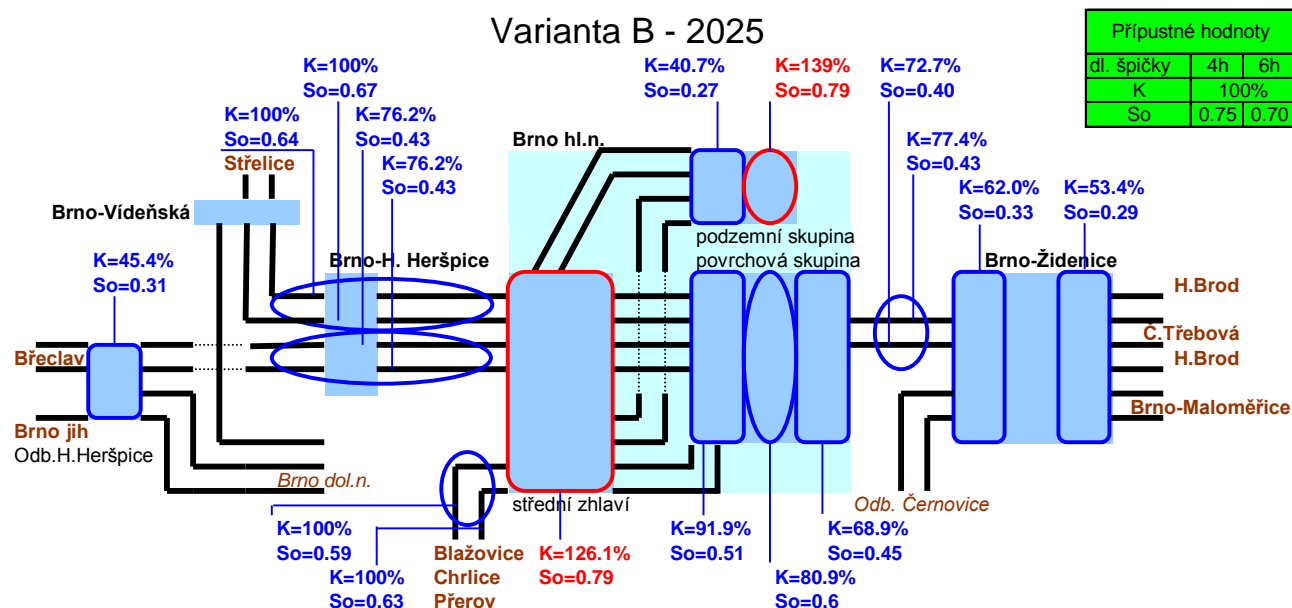 Varianta B - 2025
Přípustné hodnoty
dl. špičky 4h 6h
K 100%
So 0.75 0.70
K=100%
So=0.67
K=40.7%
So=0.27
K=139%
So=0.79
K=72.7%
So=0.40
K=100%
So=0.64
K=76.2%
So=0.43
Brno hl.n.
K=77.4%
So=0.43
Střelice
K=76.2%
So=0.43
K=62.0%
So=0.33
K=53.4%
So=0.29
Brno-Vídeňská
podzemní skupina
povrchová skupina
Brno-H. Heršpice
Brno-Židenice
K=45.4%
So=0.31
H.Brod
Č.Třebová
Břeclav
H.Brod
Brno-Maloměřice
Brno jih
Odb.H.Heršpice
Brno dol.n.
střední zhlaví
Odb. Černovice
K=100%
So=0.59
K=100%
So=0.63
Blažovice
Chrlice
Přerov
K=126.1%
So=0.79
K=91.9%
So=0.51
K=68.9%
So=0.45
K=80.9%
So=0.6